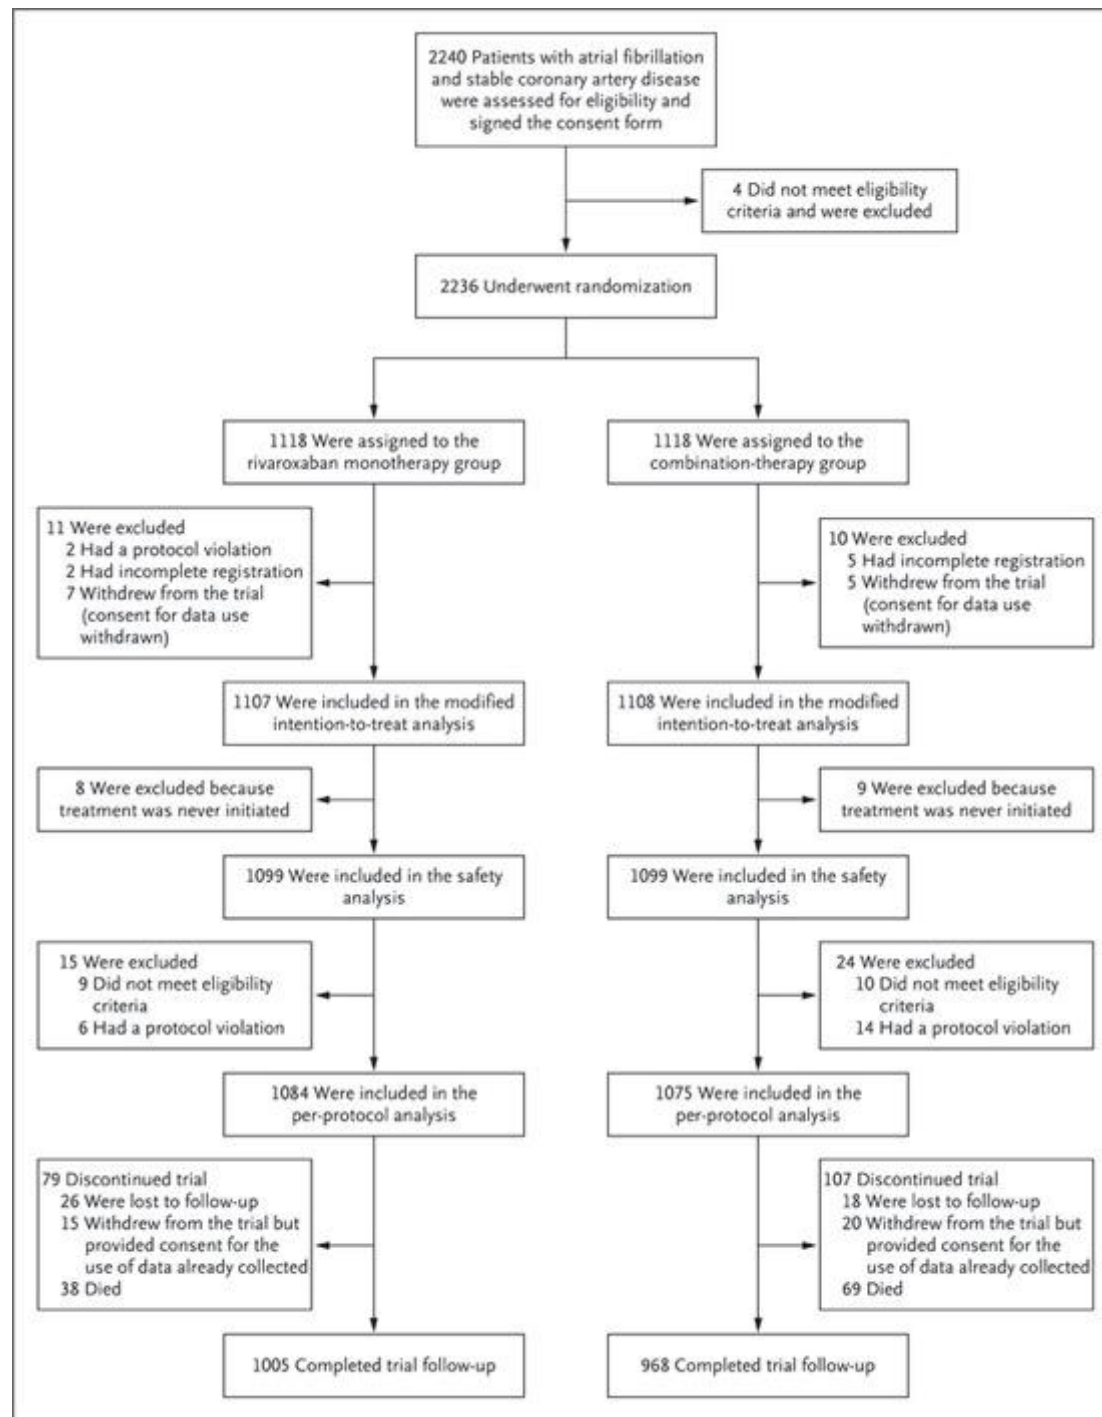 2240 Patients with atrial fibrillation
and stable coronary artery disease
were assessed for eligibility and
signed the consent form
4 Did not meet eligibility
criteria and were excluded
2236 Underwent randomization
1118 Were assigned to the
rivaroxaban monotherapy group
1118 Were assigned to the
combination-therapy group
11 Were excluded
2 Had a protocol violation
2 Had incomplete registration
7 Withdrew from the trial
(consent for data use
withdrawn)
10 Were excluded
5 Had incomplete registration
5 Withdrew from the trial
(consent for data use
withdrawn)
1107 Were included in the modified
intention-to-treat analysis
1108 Were included in the modified
intention-to-treat analysis
8 Were excluded because
treatment was never initiated
9 Were excluded because
treatment was never initiated
1099 Were included in the safety
analysis
1099 Were included in the safety
analysis
15 Were excluded
9 Did not meet eligibility
criteria
6 Had a protocol violation
24 Were excluded
10 Did not meet eligibility
criteria
14 Had a protocol violation
1084 Were included in the
per-protocol analysis
1075 Were included in the
per-protocol analysis
79 Discontinued trial
26 Were lost to follow-up
15 Withdrew from the trial but
provided consent for the
use of data already collected
38 Died
107 Discontinued trial
18 Were lost to follow-up
20 Withdrew from the trial but
provided consent for the
use of data already collected
69 Died
1005 Completed trial follow-up
968 Completed trial follow-up